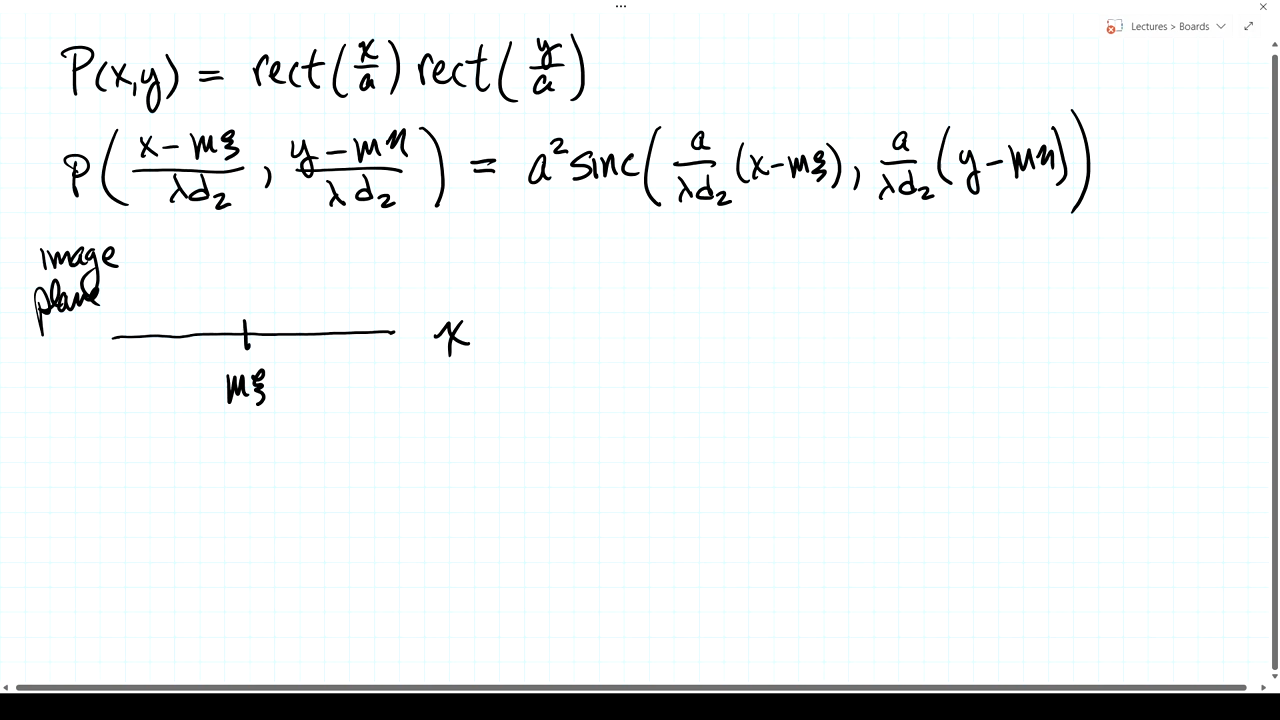 Lectures > Boards
P(x,y) = rect(x/a) rect(y/a)
P((x-mξ)/λd₂, (y-mη)/λd₂) = a² sinc(a/λd₂ (x-mξ), a/λd₂ (y-mη))
image
plane
x
mξ